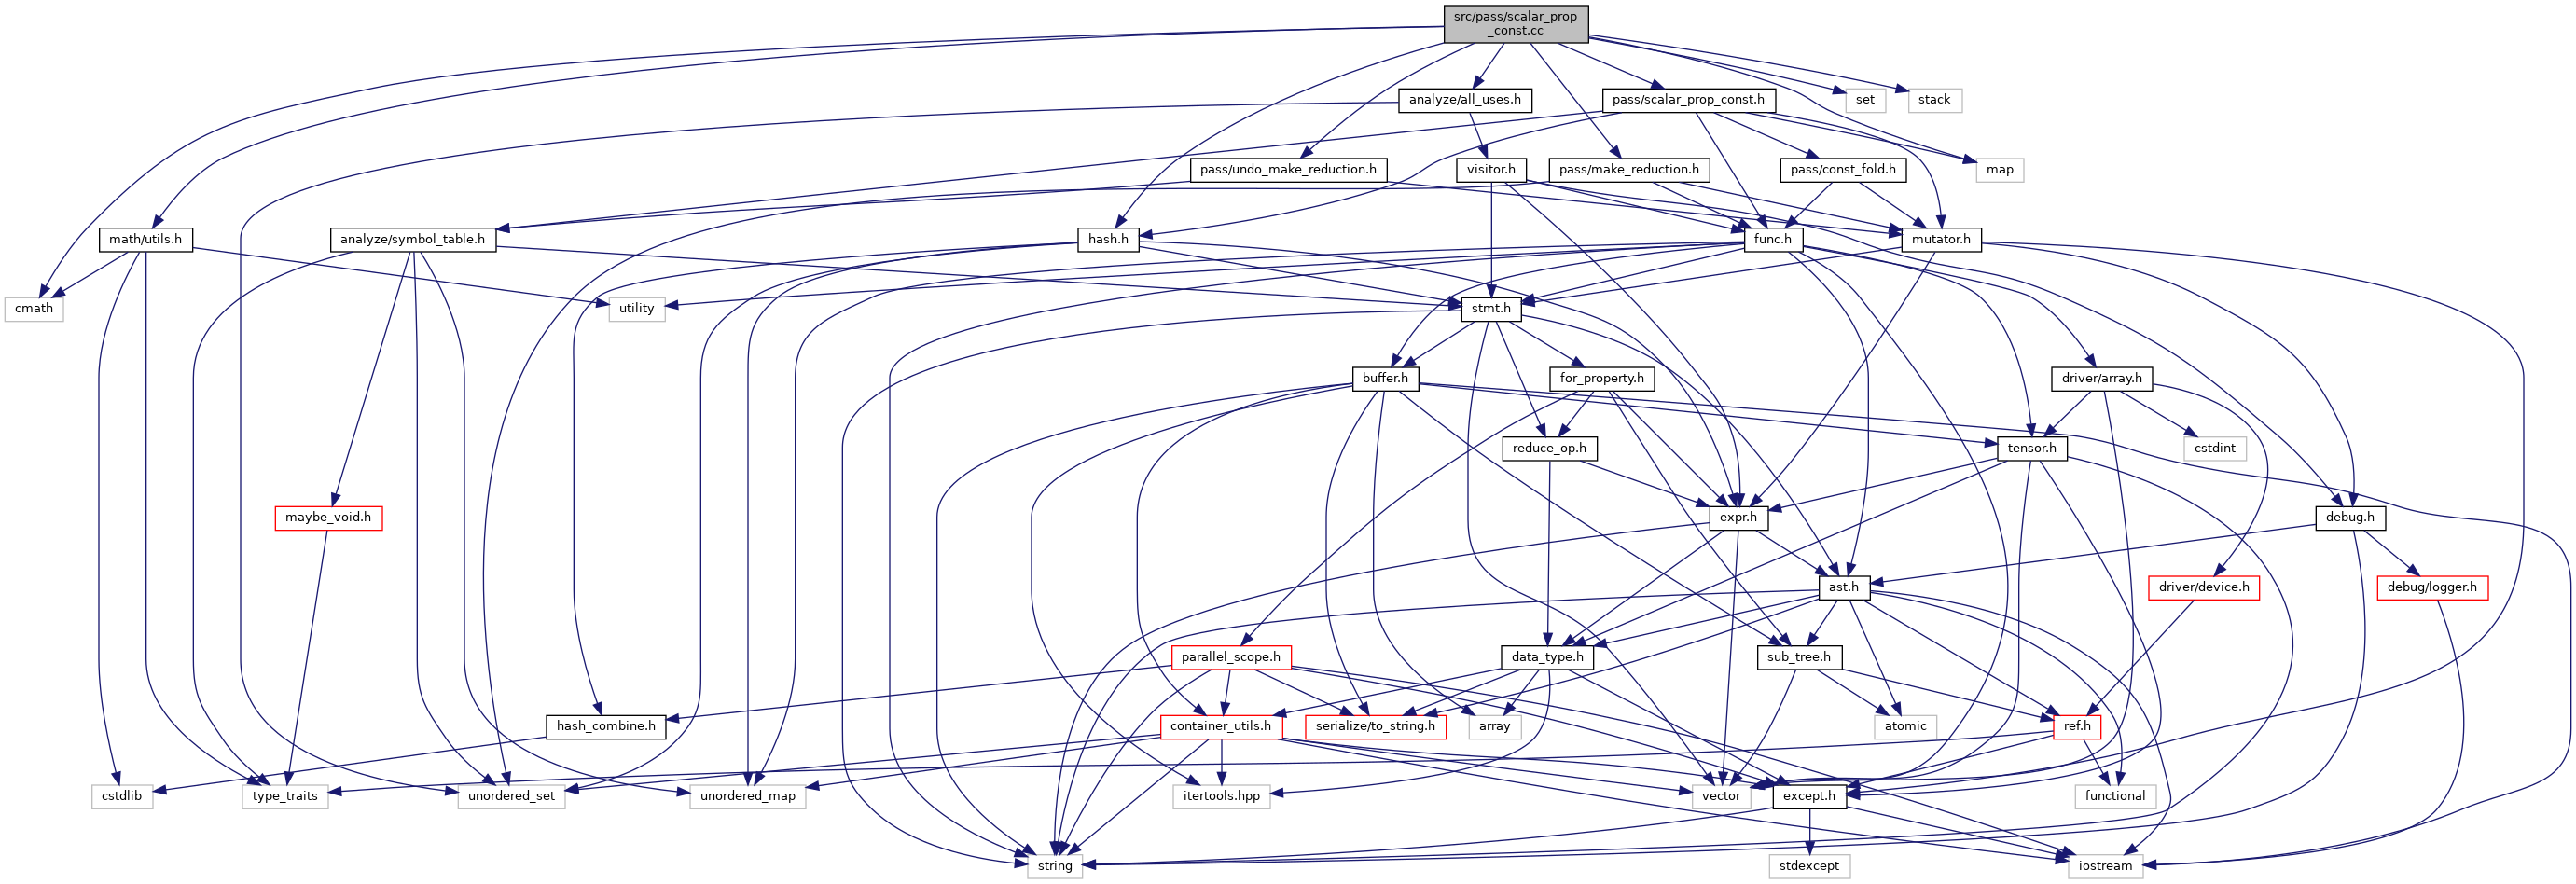 src/pass/scalar_prop
_const.cc
analyze/all_uses.h
pass/scalar_prop_const.h
set
stack
pass/undo_make_reduction.h
visitor.h
pass/make_reduction.h
pass/const_fold.h
map
math/utils.h
analyze/symbol_table.h
hash.h
func.h
mutator.h
cmath
utility
stmt.h
buffer.h
for_property.h
driver/array.h
reduce_op.h
tensor.h
cstdint
maybe_void.h
expr.h
debug.h
ast.h
driver/device.h
debug/logger.h
parallel_scope.h
data_type.h
sub_tree.h
hash_combine.h
container_utils.h
serialize/to_string.h
array
atomic
ref.h
cstdlib
type_traits
unordered_set
unordered_map
itertools.hpp
vector
except.h
functional
string
stdexcept
iostream